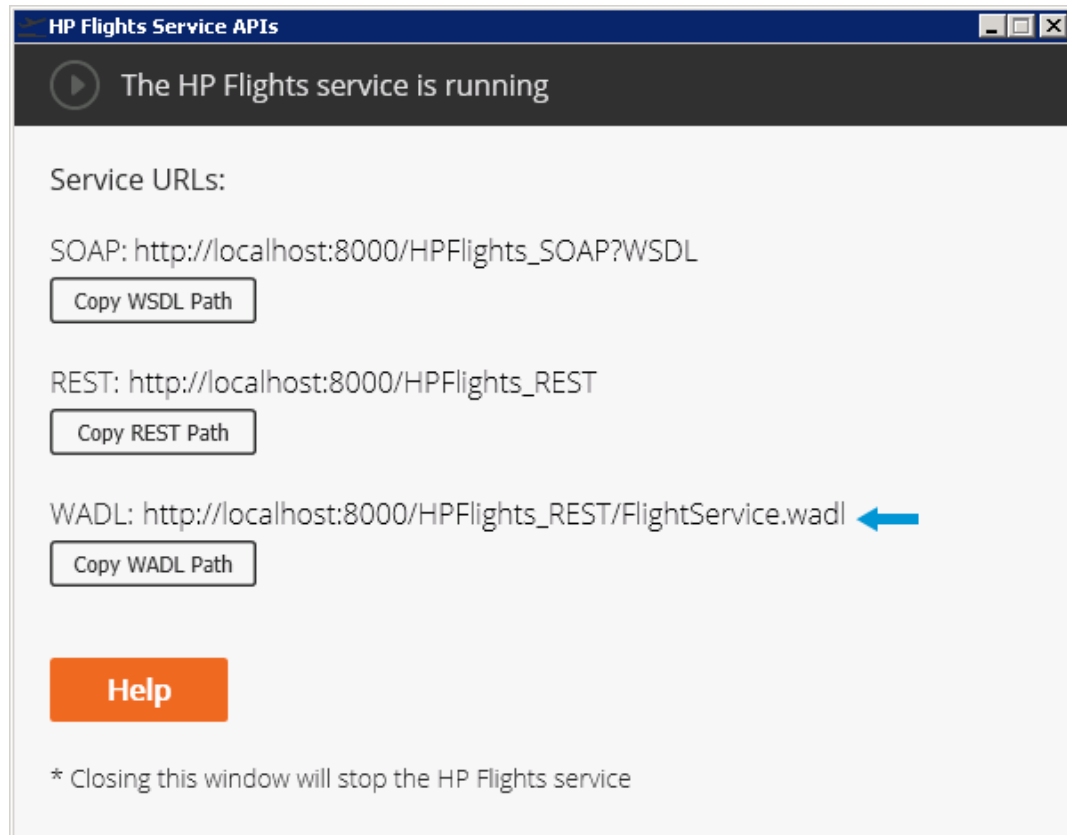 HP Flights Service APIs
The HP Flights service is running
Service URLs:
SOAP: http://localhost:8000/HPFlights_SOAP?WSDL
Copy WSDL Path
REST: http://localhost:8000/HPFlights_REST
Copy REST Path
WADL: http://localhost:8000/HPFlights_REST/FlightService.wadl
Copy WADL Path
Help
* Closing this window will stop the HP Flights service